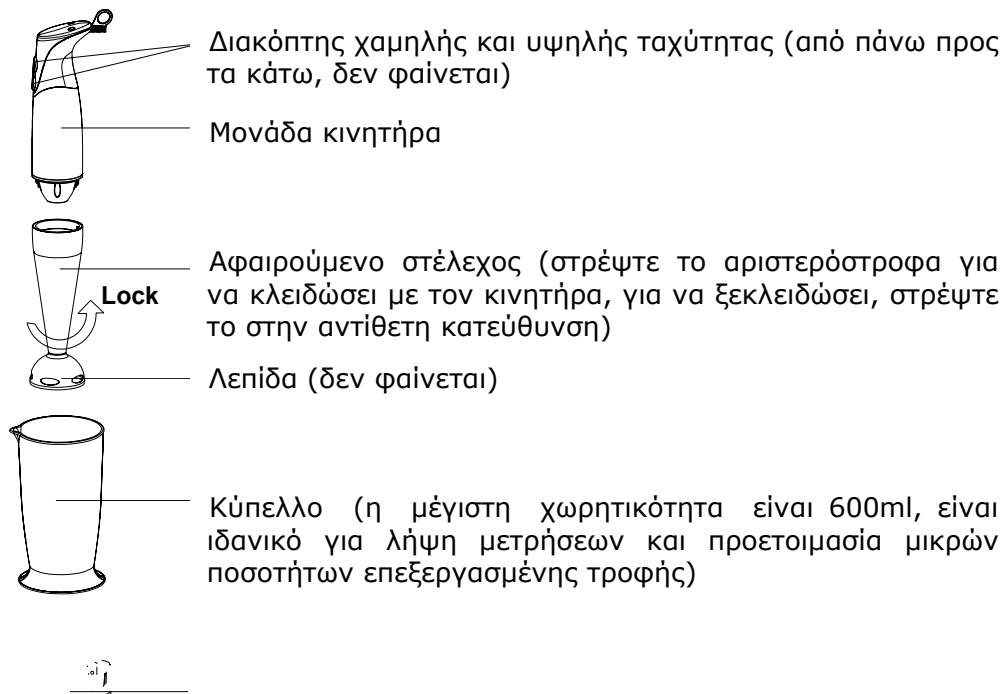 Διακόπτης χαμηλής και υψηλής ταχύτητας (από πάνω προς
τα κάτω, δεν φαίνεται)
Μονάδα κινητήρα
Αφαιρούμενο στέλεχος (στρέψτε το αριστερόστροφα για
να κλειδώσει με τον κινητήρα, για να ξεκλειδώσει, στρέψτε
το στην αντίθετη κατεύθυνση)
Lock
Λεπίδα (δεν φαίνεται)
Κύπελλο (η μέγιστη χωρητικότητα είναι 600ml, είναι
ιδανικό για λήψη μετρήσεων και προετοιμασία μικρών
ποσοτήτων επεξεργασμένης τροφής)